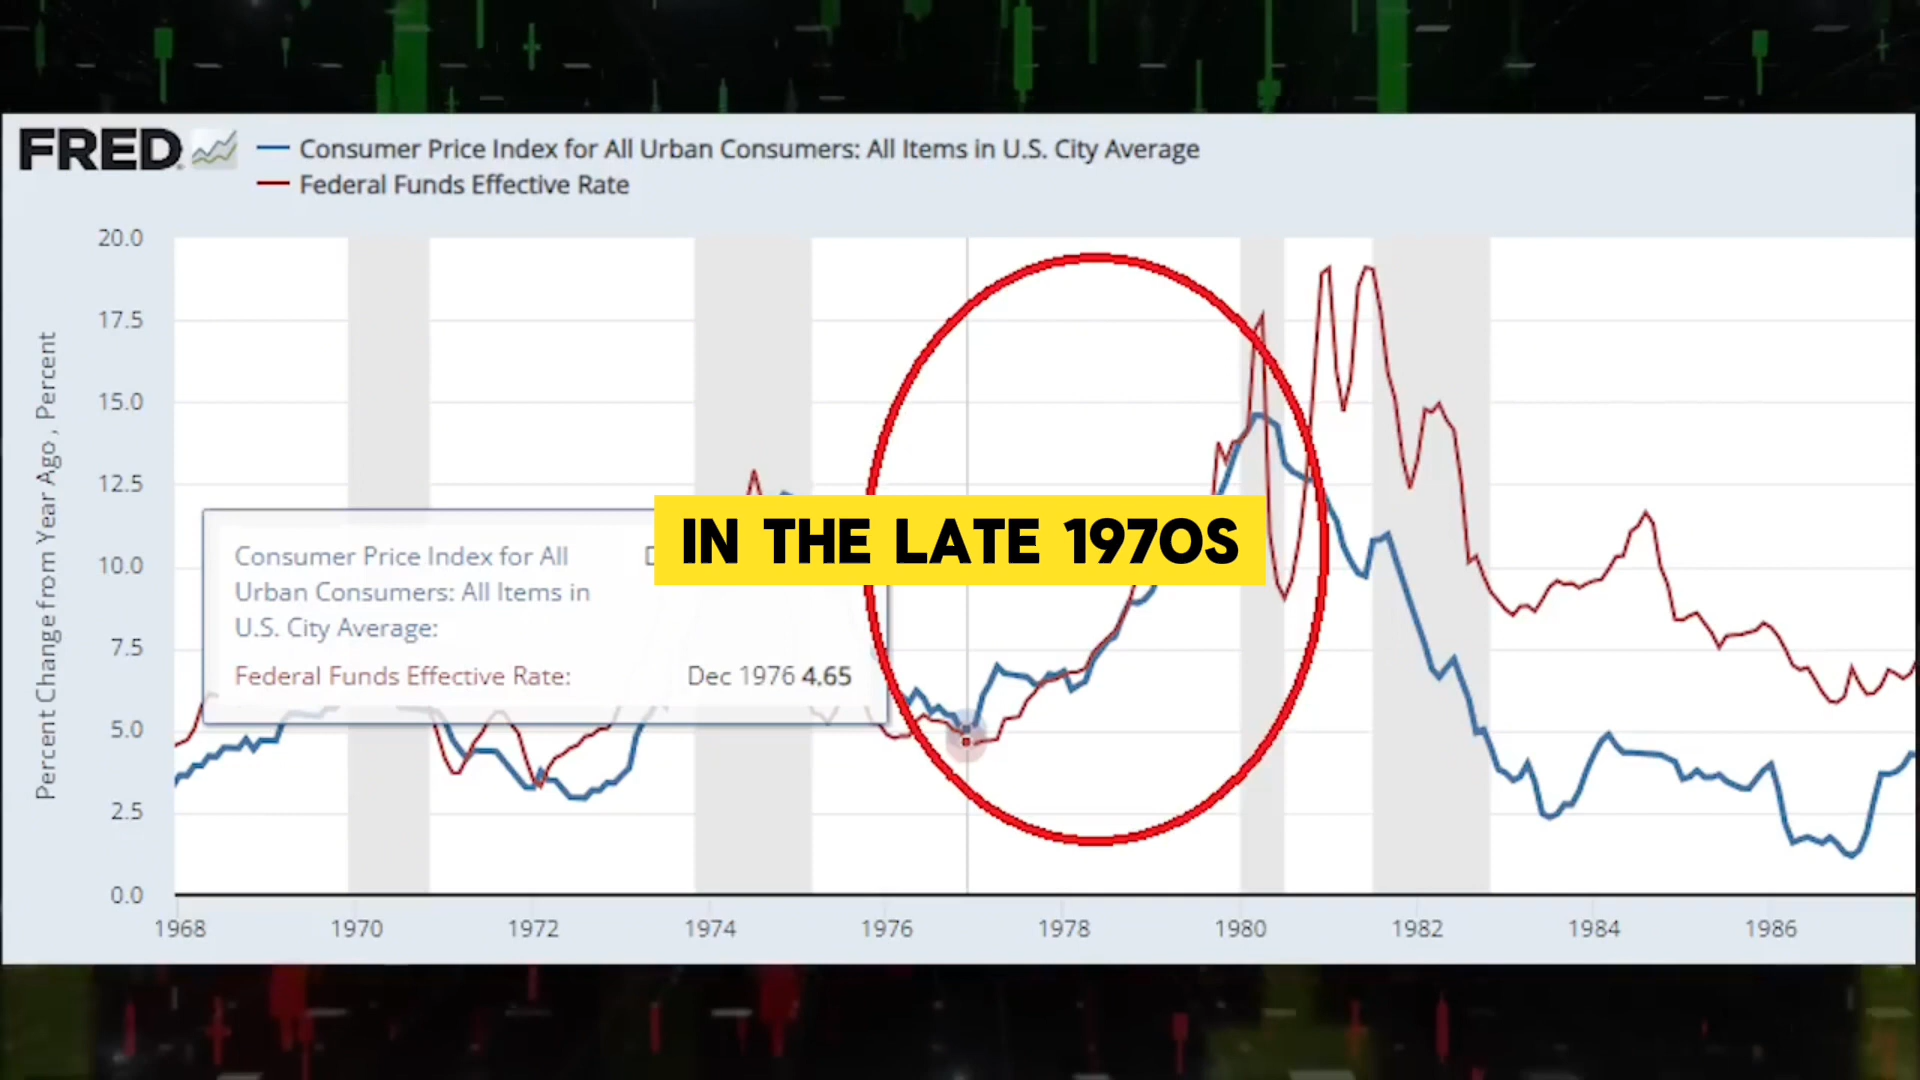 FRED
Consumer Price Index for All Urban Consumers: All Items in U.S. City Average
Federal Funds Effective Rate
Percent Change from Year Ago , Percent
20.0
17.5
15.0
12.5
10.0
7.5
5.0
2.5
0.0
Consumer Price Index for All
Urban Consumers: All Items in
U.S. City Average:
Federal Funds Effective Rate: Dec 1976 4.65
IN THE LATE 1970S
1968 1970 1972 1974 1976 1978 1980 1982 1984 1986